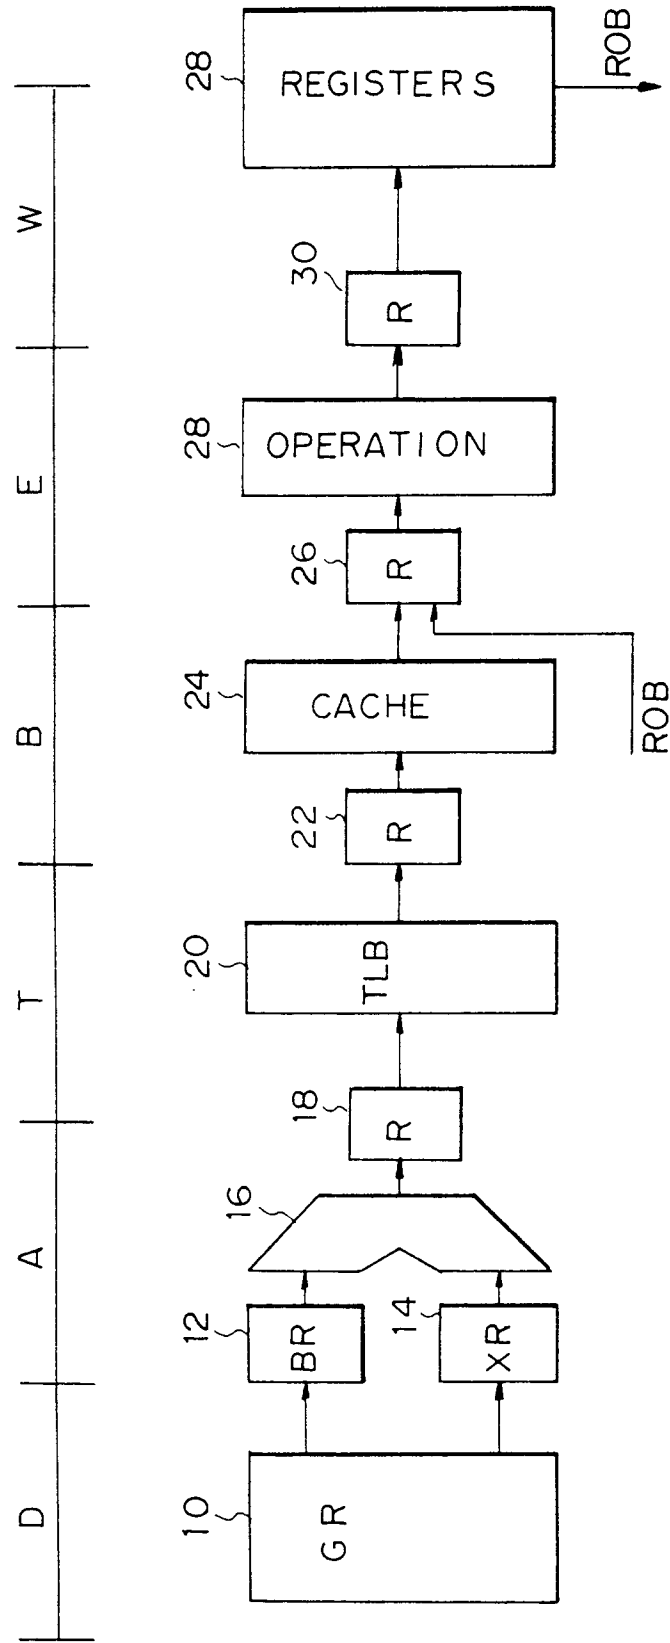 D A T B E W
10 12 14 16 18 20 22 24 26 28 30 28
GR
BR
XR
R
TLB
R
CACHE
R
OPERATION
R
REGISTERS
ROB
ROB